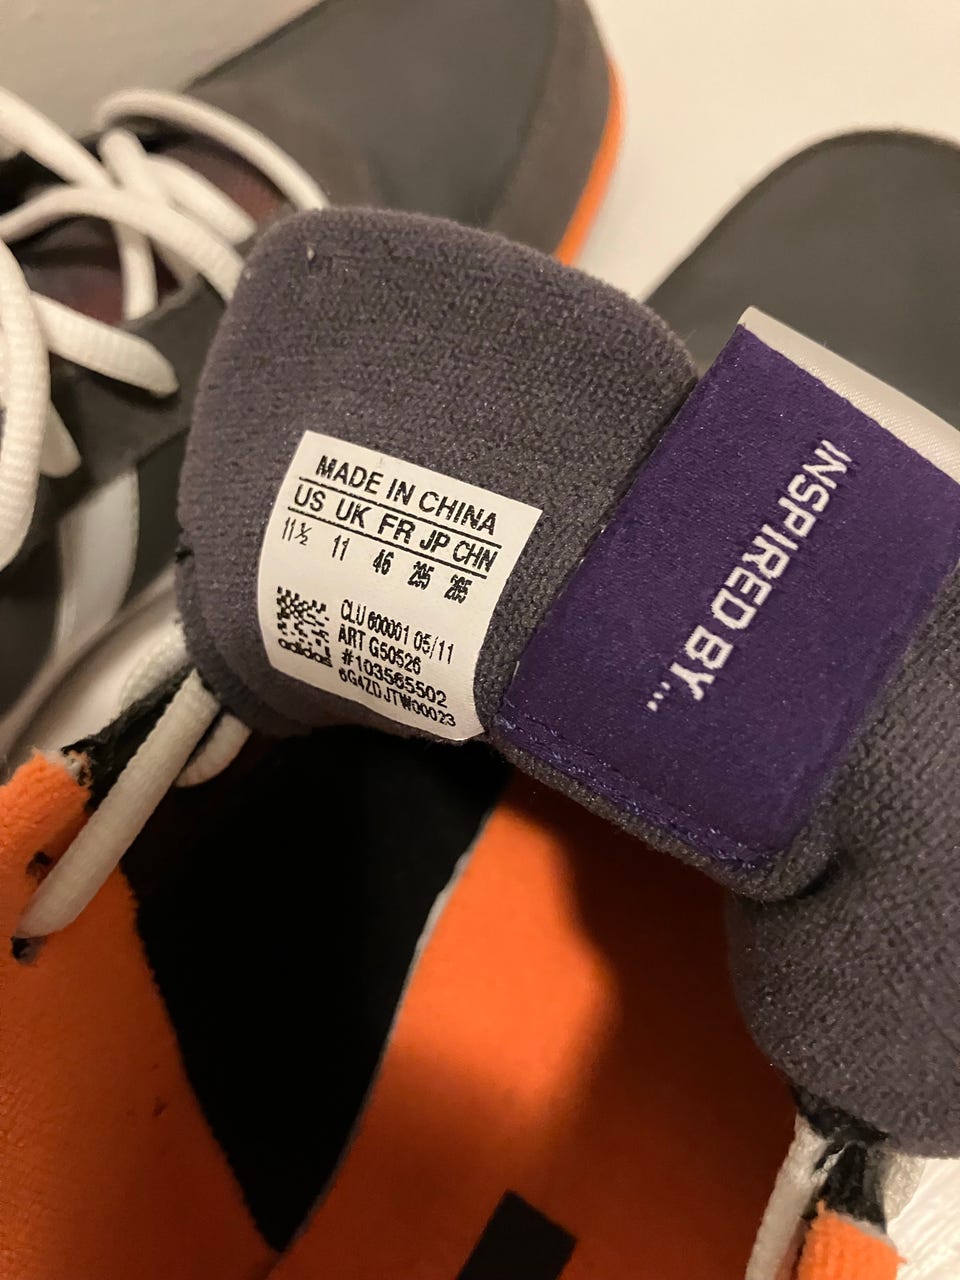 MADE IN CHINA
US UK FR JP CHN
11½ 11 46 295 285
CLU 600001 05/11
ART G50526
#103565502
6G4ZDJTW00023
adidas
INSPIRED BY...